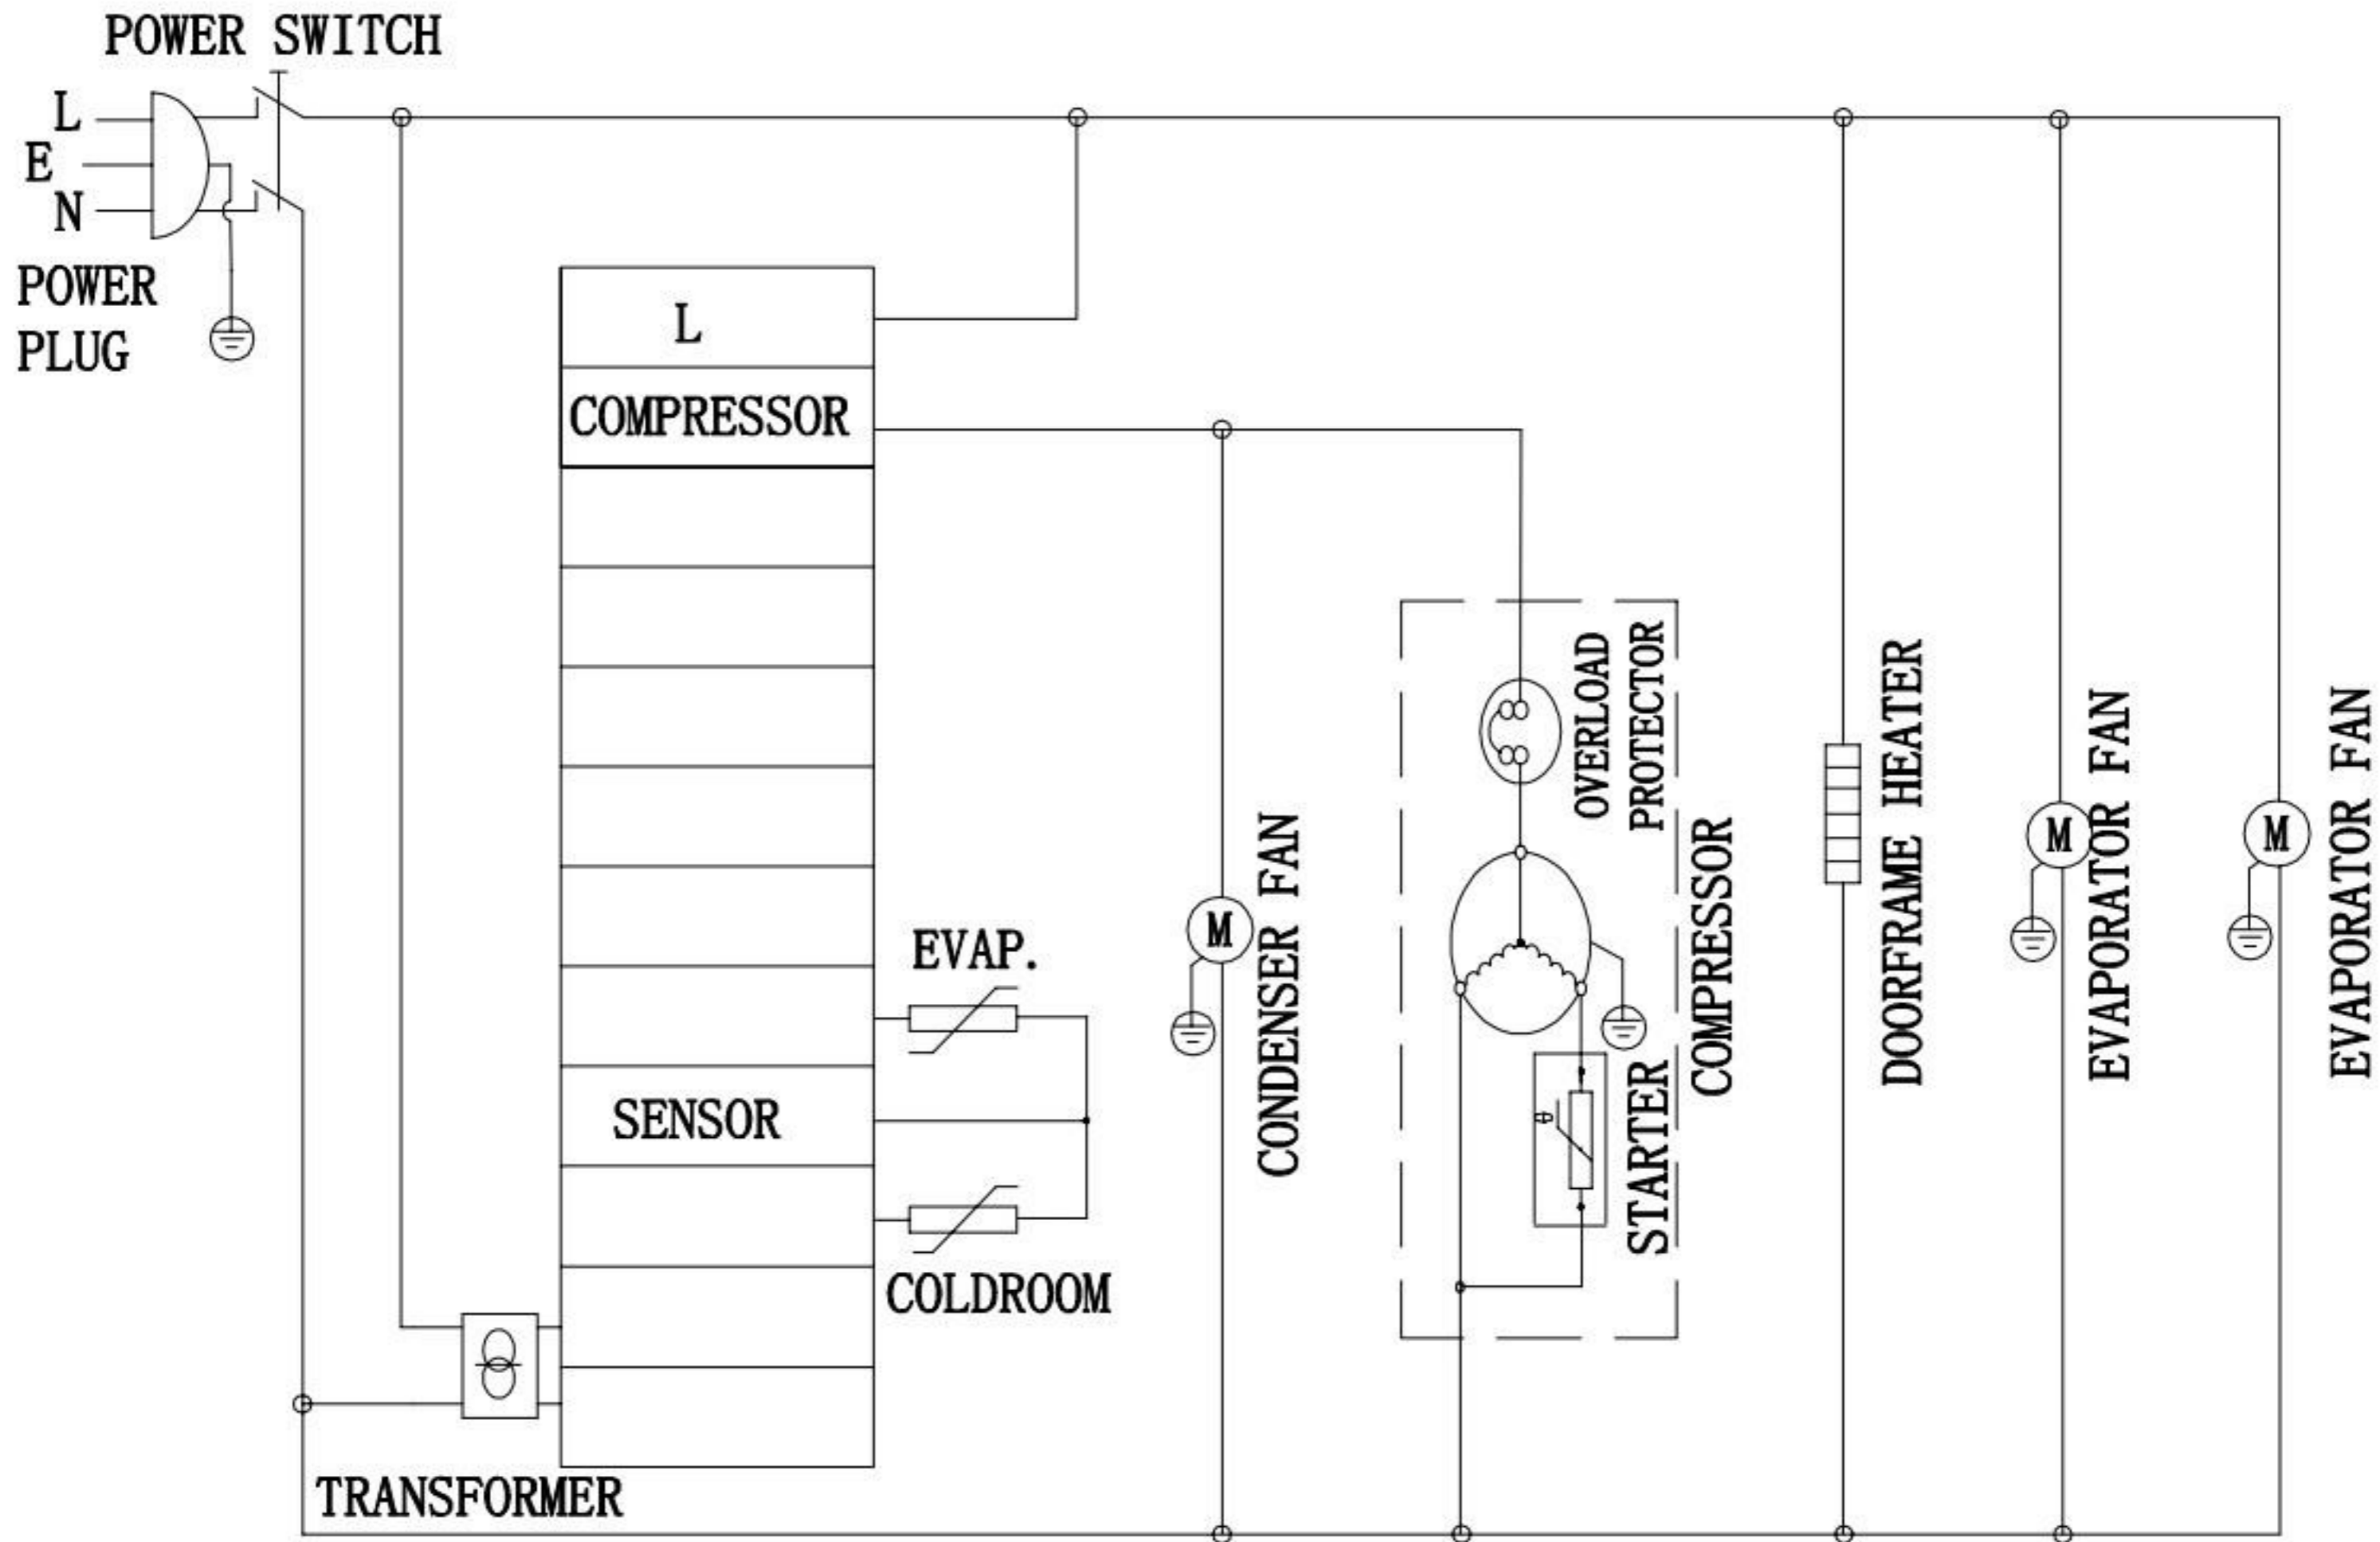 POWER SWITCH
L
E
N
POWER
PLUG
L
COMPRESSOR
OVERLOAD
PROTECTOR
COMPRESSOR
DOORFRAME HEATER
EVAPORATOR FAN
EVAPORATOR FAN
M
M
M
CONDENSER FAN
EVAP.
SENSOR
STARTER
COLDROOM
TRANSFORMER